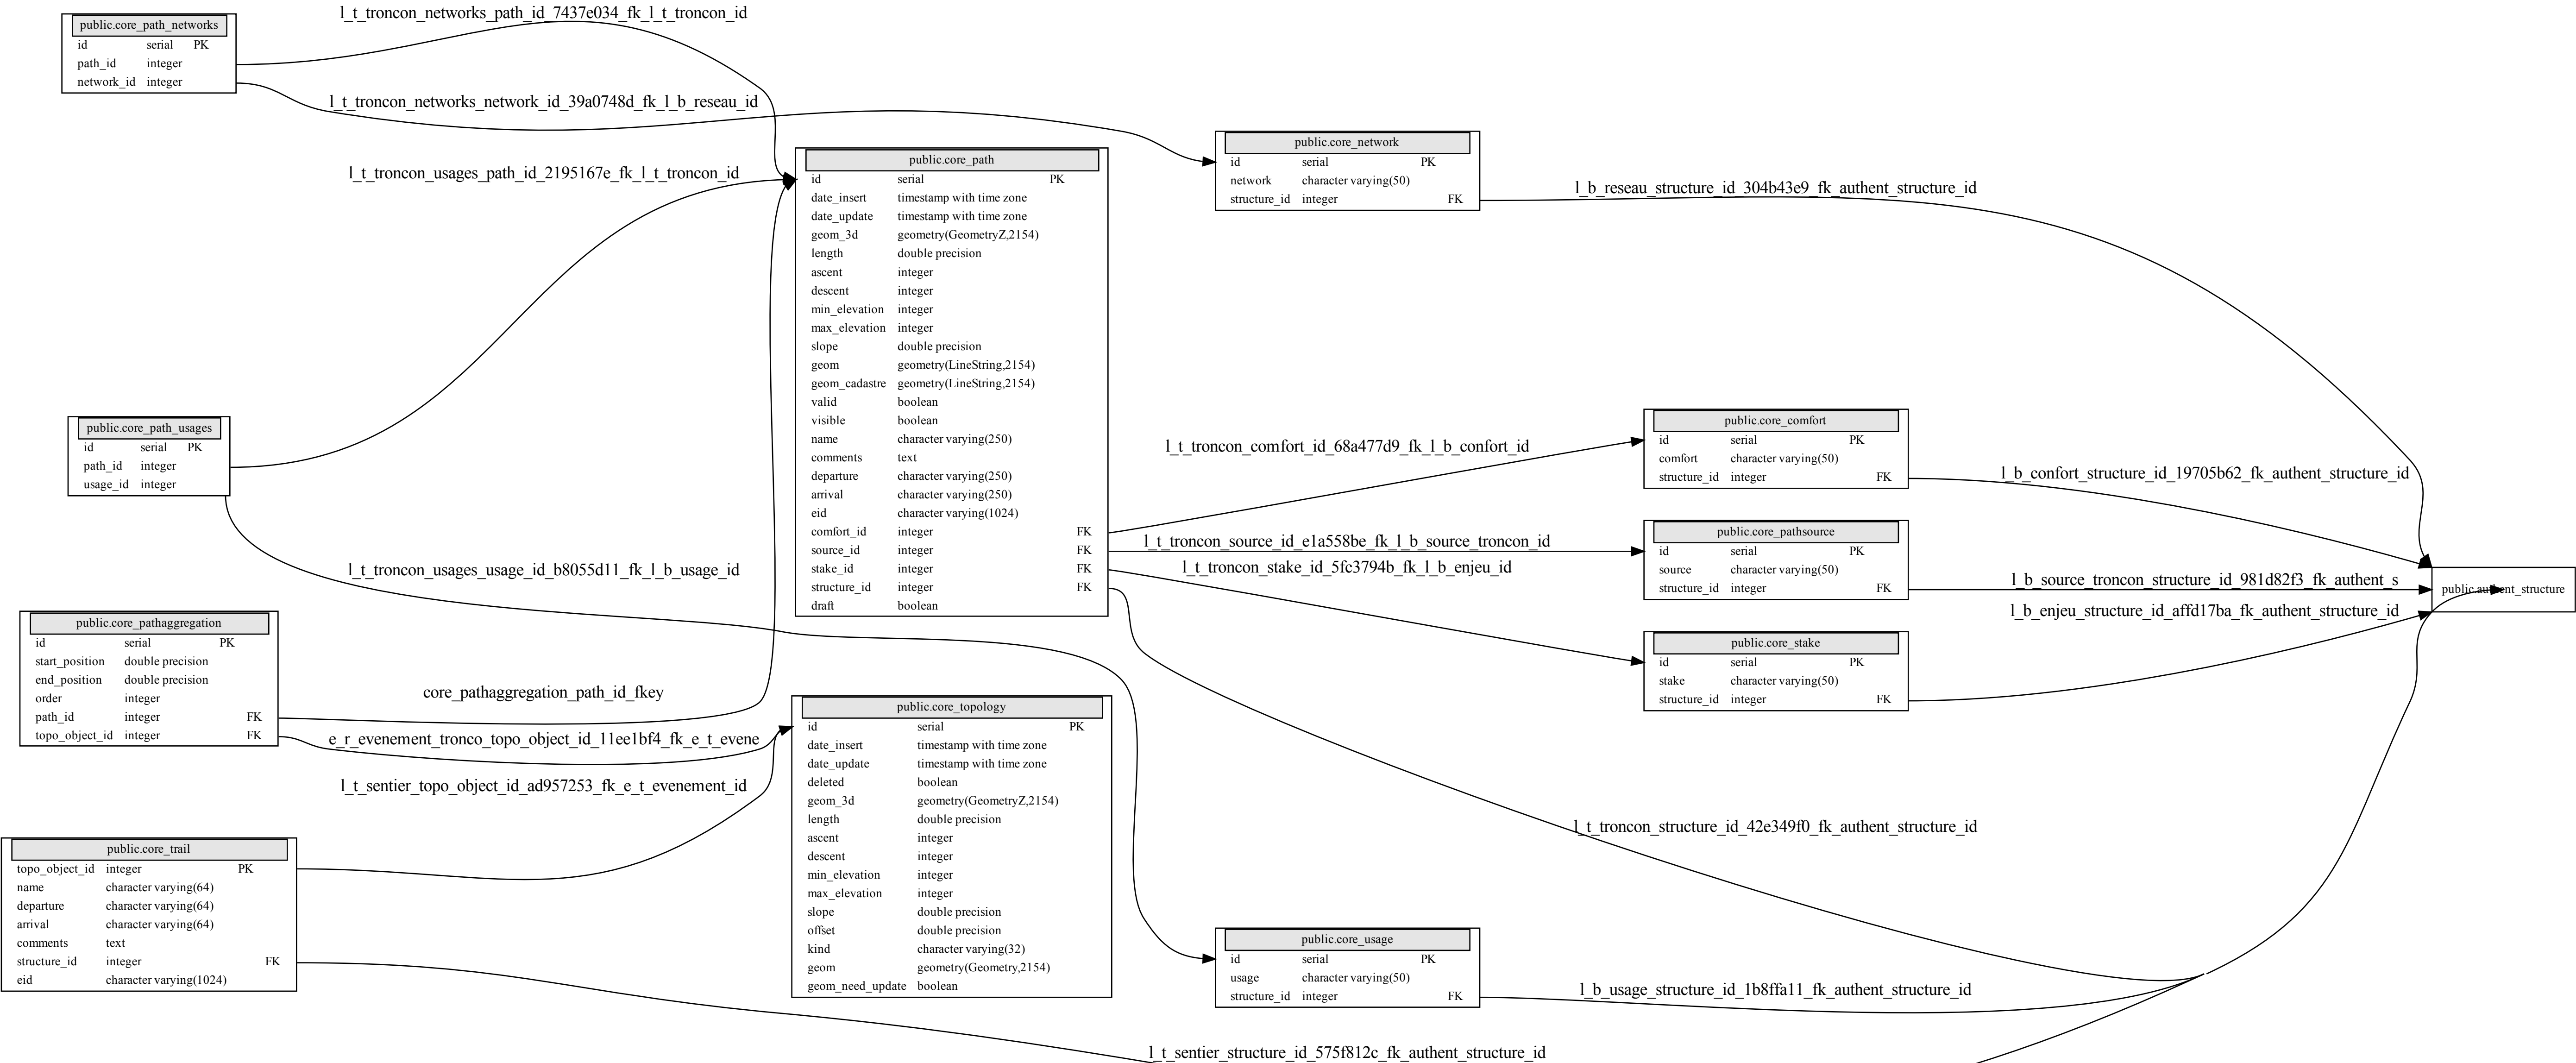 l_t_troncon_networks_path_id_7437e034_fk_l_t_troncon_id
public.core_path_networks
id serial PK
path_id integer
network_id integer
l_t_troncon_networks_network_id_39a0748d_fk_l_b_reseau_id
l_t_troncon_usages_path_id_2195167e_fk_l_t_troncon_id
public.core_path_usages
id serial PK
path_id integer
usage_id integer
l_t_troncon_usages_usage_id_b8055d11_fk_l_b_usage_id
public.core_pathaggregation
id serial PK
start_position double precision
end_position double precision
order integer
path_id integer FK
topo_object_id integer FK
core_pathaggregation_path_id_fkey
e_r_evenement_tronco_topo_object_id_11ee1bf4_fk_e_t_evene
l_t_sentier_topo_object_id_ad957253_fk_e_t_evenement_id
public.core_trail
topo_object_id integer PK
name character varying(64)
departure character varying(64)
arrival character varying(64)
comments text
structure_id integer FK
eid character varying(1024)
public.core_path
id serial PK
date_insert timestamp with time zone
date_update timestamp with time zone
geom_3d geometry(GeometryZ,2154)
length double precision
ascent integer
descent integer
min_elevation integer
max_elevation integer
slope double precision
geom geometry(LineString,2154)
geom_cadastre geometry(LineString,2154)
valid boolean
visible boolean
name character varying(250)
comments text
departure character varying(250)
arrival character varying(250)
eid character varying(1024)
comfort_id integer FK
source_id integer FK
stake_id integer FK
structure_id integer FK
draft boolean
public.core_topology
id serial PK
date_insert timestamp with time zone
date_update timestamp with time zone
deleted boolean
geom_3d geometry(GeometryZ,2154)
length double precision
ascent integer
descent integer
min_elevation integer
max_elevation integer
slope double precision
offset double precision
kind character varying(32)
geom geometry(Geometry,2154)
geom_need_update boolean
public.core_network
id serial PK
network character varying(50)
structure_id integer FK
l_b_reseau_structure_id_304b43e9_fk_authent_structure_id
l_t_troncon_comfort_id_68a477d9_fk_l_b_confort_id
l_t_troncon_source_id_e1a558be_fk_l_b_source_troncon_id
l_t_troncon_stake_id_5fc3794b_fk_l_b_enjeu_id
public.core_comfort
id serial PK
comfort character varying(50)
structure_id integer FK
public.core_pathsource
id serial PK
source character varying(50)
structure_id integer FK
public.core_stake
id serial PK
stake character varying(50)
structure_id integer FK
l_b_confort_structure_id_19705b62_fk_authent_structure_id
l_b_source_troncon_structure_id_981d82f3_fk_authent_s
l_b_enjeu_structure_id_affd17ba_fk_authent_structure_id
public.authent_structure
l_t_troncon_structure_id_42e349f0_fk_authent_structure_id
public.core_usage
id serial PK
usage character varying(50)
structure_id integer FK
l_b_usage_structure_id_1b8ffa11_fk_authent_structure_id
l_t_sentier_structure_id_575f812c_fk_authent_structure_id